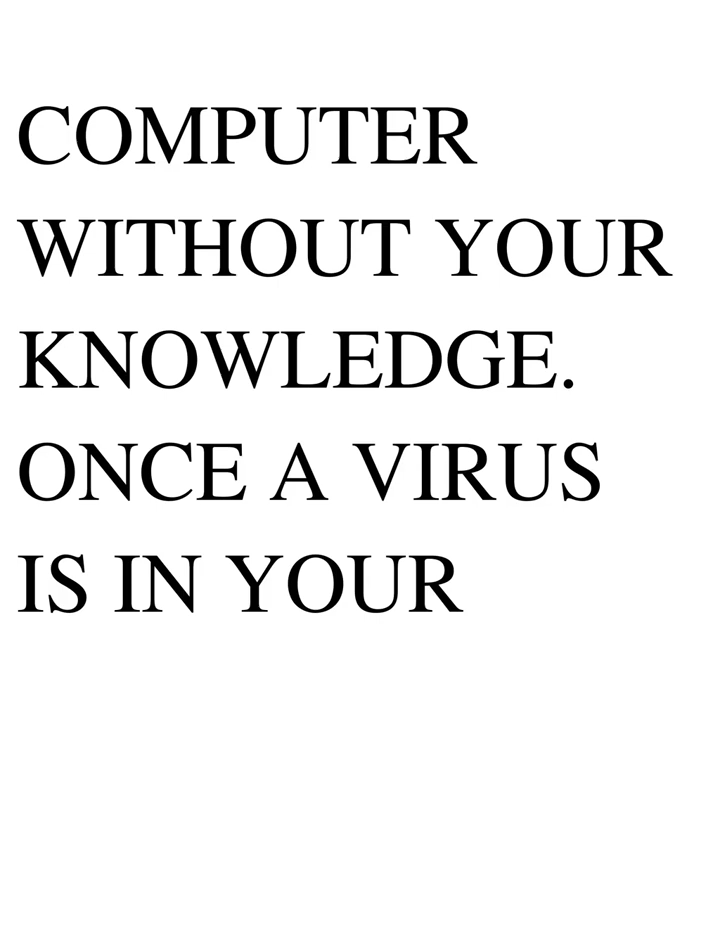 COMPUTER
WITHOUT YOUR
KNOWLEDGE.
ONCE A VIRUS
IS IN YOUR